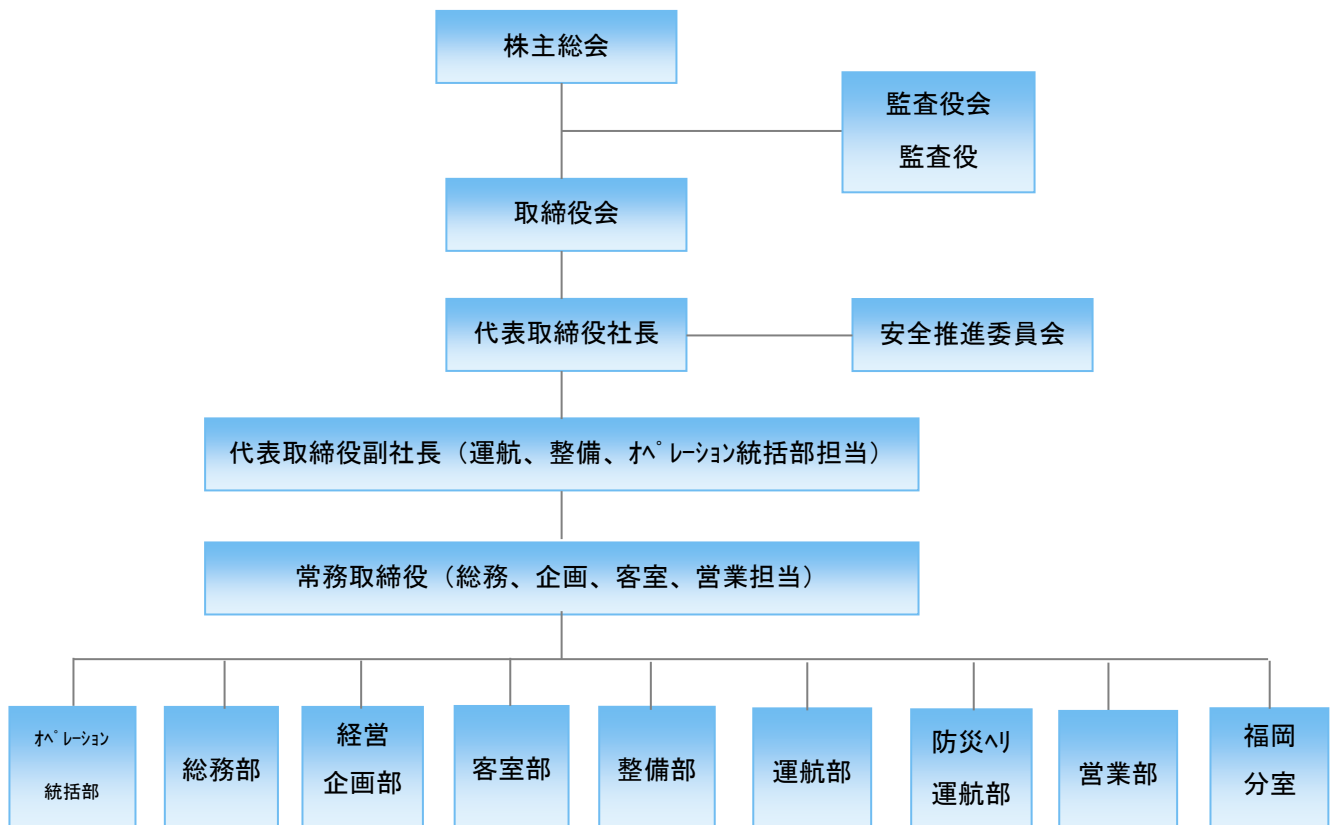 株主総会
監査役会
監査役
取締役会
代表取締役社長
安全推進委員会
代表取締役副社長（運航、整備、ｵﾍﾟﾚｰｼｮﾝ統括部担当）
常務取締役（総務、企画、客室、営業担当）
ｵﾍﾟﾚｰｼｮﾝ
統括部
総務部
経営
企画部
客室部
整備部
運航部
防災ﾍﾘ
運航部
営業部
福岡
分室